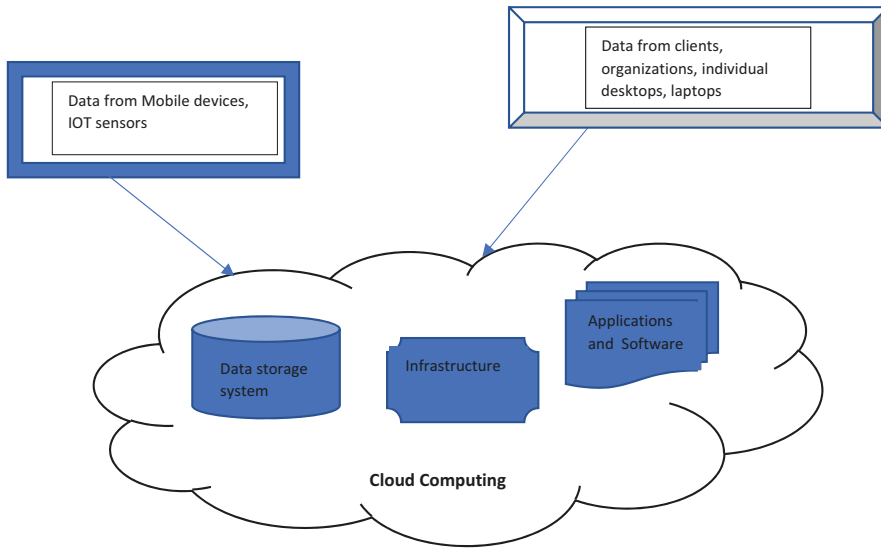 Data from Mobile devices,
IOT sensors
Data from clients,
organizations, individual
desktops, laptops
Data storage
system
Infrastructure
Applications
and Software
Cloud Computing